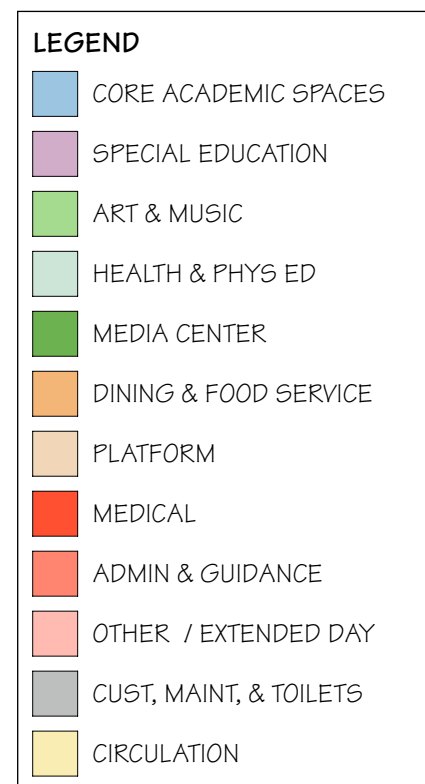 LEGEND
CORE ACADEMIC SPACES
SPECIAL EDUCATION
ART & MUSIC
HEALTH & PHYS ED
MEDIA CENTER
DINING & FOOD SERVICE
PLATFORM
MEDICAL
ADMIN & GUIDANCE
OTHER / EXTENDED DAY
CUST, MAINT, & TOILETS
CIRCULATION